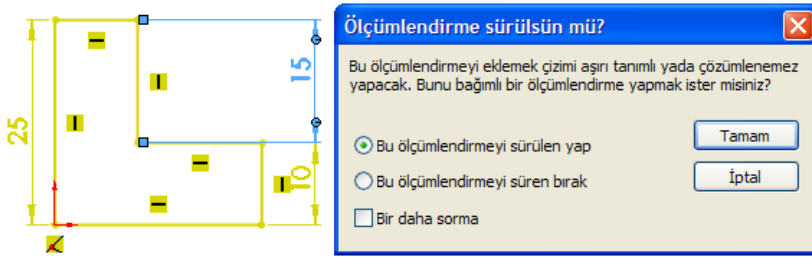 25
15
10
Ölçümlendirme sürülsün mü?
Bu ölçümlendirmeyi eklemek çizimi aşırı tanımlı yada çözümlenemez
yapacak. Bunu bağımlı bir ölçümlendirme yapmak ister misiniz?
Bu ölçümlendirmeyi sürülen yap
Tamam
Bu ölçümlendirmeyi süren bırak
İptal
Bir daha sorma